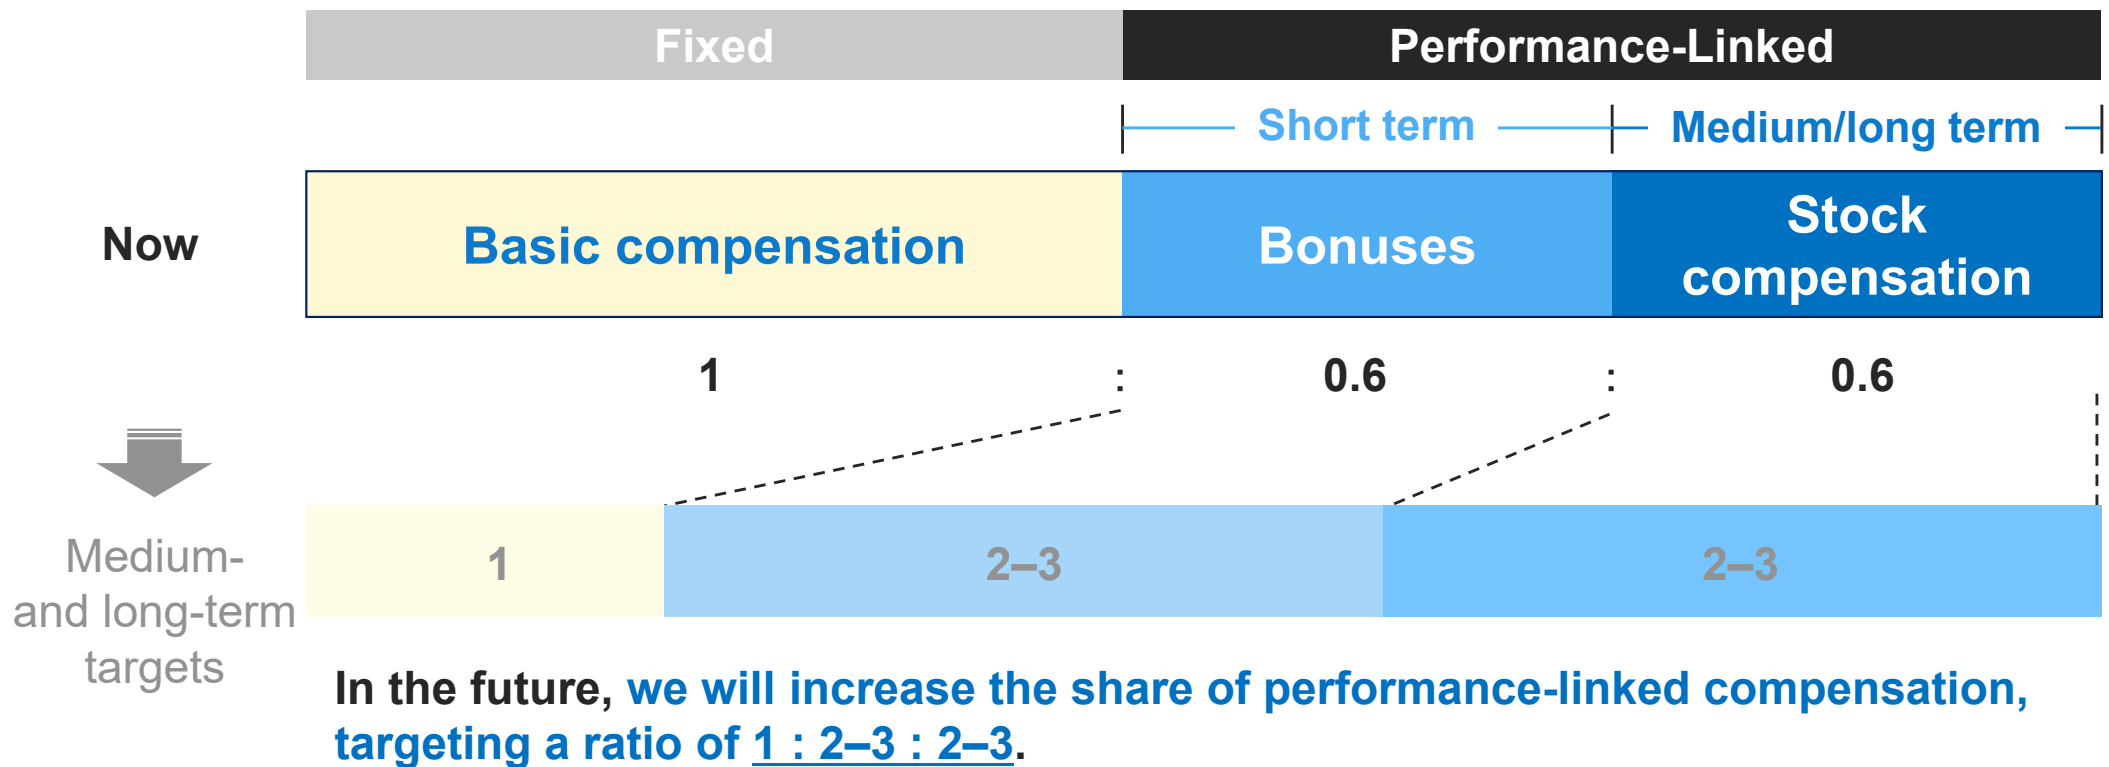 Fixed
Performance-Linked
Short term
Medium/long term
Now
Basic compensation
Bonuses
Stock
compensation
1 : 0.6 : 0.6
Medium-
and long-term
targets
1
2–3
2–3
In the future, we will increase the share of performance-linked compensation,
targeting a ratio of 1 : 2–3 : 2–3.